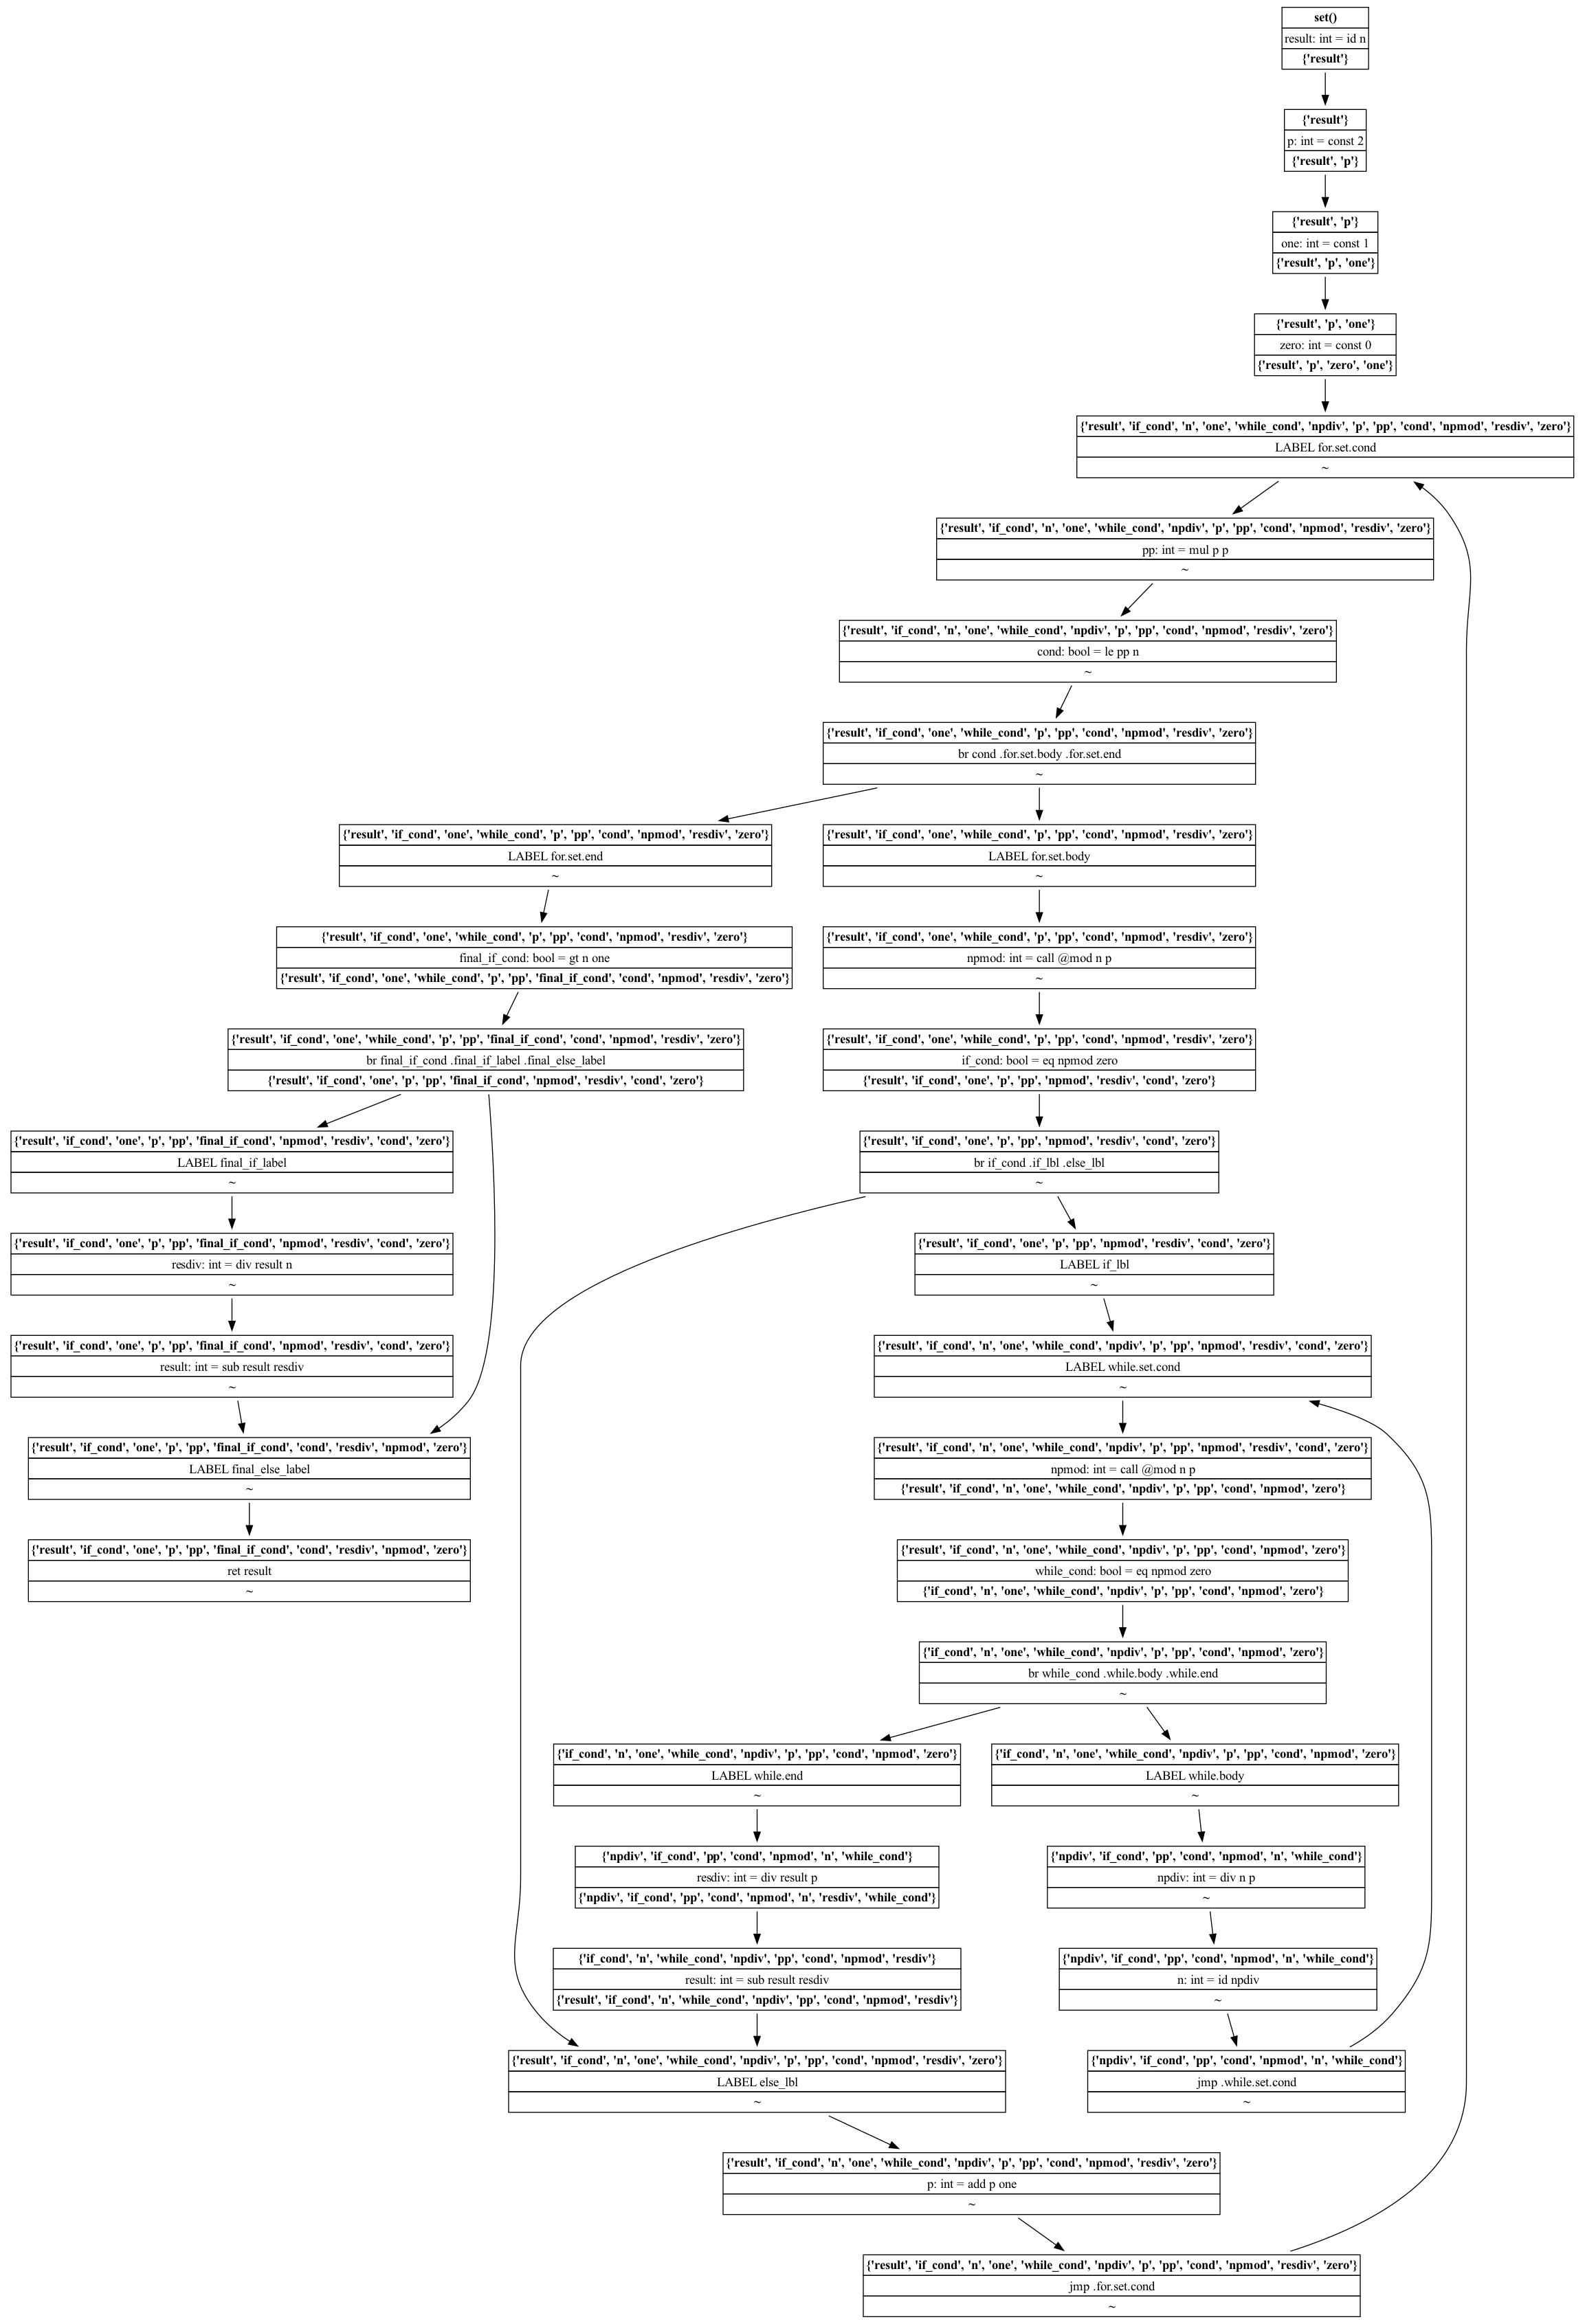 set()
result: int = id n
{'result'}
{'result'}
p: int = const 2
{'result', 'p'}
{'result', 'p'}
one: int = const 1
{'result', 'p', 'one'}
{'result', 'p', 'one'}
zero: int = const 0
{'result', 'p', 'zero', 'one'}
{'result', 'if_cond', 'n', 'one', 'while_cond', 'npdiv', 'p', 'pp', 'cond', 'npmod', 'resdiv', 'zero'}
LABEL for.set.cond
~
{'result', 'if_cond', 'n', 'one', 'while_cond', 'npdiv', 'p', 'pp', 'cond', 'npmod', 'resdiv', 'zero'}
pp: int = mul p p
~
{'result', 'if_cond', 'n', 'one', 'while_cond', 'npdiv', 'p', 'pp', 'cond', 'npmod', 'resdiv', 'zero'}
cond: bool = le pp n
~
{'result', 'if_cond', 'one', 'while_cond', 'p', 'pp', 'cond', 'npmod', 'resdiv', 'zero'}
br cond .for.set.body .for.set.end
~
{'result', 'if_cond', 'one', 'while_cond', 'p', 'pp', 'cond', 'npmod', 'resdiv', 'zero'}
LABEL for.set.end
~
{'result', 'if_cond', 'one', 'while_cond', 'p', 'pp', 'cond', 'npmod', 'resdiv', 'zero'}
LABEL for.set.body
~
{'result', 'if_cond', 'one', 'while_cond', 'p', 'pp', 'cond', 'npmod', 'resdiv', 'zero'}
final_if_cond: bool = gt n one
{'result', 'if_cond', 'one', 'while_cond', 'p', 'pp', 'final_if_cond', 'cond', 'npmod', 'resdiv', 'zero'}
{'result', 'if_cond', 'one', 'while_cond', 'p', 'pp', 'cond', 'npmod', 'resdiv', 'zero'}
npmod: int = call @mod n p
~
{'result', 'if_cond', 'one', 'while_cond', 'p', 'pp', 'final_if_cond', 'cond', 'npmod', 'resdiv', 'zero'}
br final_if_cond .final_if_label .final_else_label
{'result', 'if_cond', 'one', 'p', 'pp', 'final_if_cond', 'npmod', 'resdiv', 'cond', 'zero'}
{'result', 'if_cond', 'one', 'while_cond', 'p', 'pp', 'cond', 'npmod', 'resdiv', 'zero'}
if_cond: bool = eq npmod zero
{'result', 'if_cond', 'one', 'p', 'pp', 'npmod', 'resdiv', 'cond', 'zero'}
{'result', 'if_cond', 'one', 'p', 'pp', 'final_if_cond', 'npmod', 'resdiv', 'cond', 'zero'}
LABEL final_if_label
~
{'result', 'if_cond', 'one', 'p', 'pp', 'npmod', 'resdiv', 'cond', 'zero'}
br if_cond .if_lbl .else_lbl
~
{'result', 'if_cond', 'one', 'p', 'pp', 'final_if_cond', 'npmod', 'resdiv', 'cond', 'zero'}
resdiv: int = div result n
~
{'result', 'if_cond', 'one', 'p', 'pp', 'npmod', 'resdiv', 'cond', 'zero'}
LABEL if_lbl
~
{'result', 'if_cond', 'one', 'p', 'pp', 'final_if_cond', 'npmod', 'resdiv', 'cond', 'zero'}
result: int = sub result resdiv
~
{'result', 'if_cond', 'n', 'one', 'while_cond', 'npdiv', 'p', 'pp', 'npmod', 'resdiv', 'cond', 'zero'}
LABEL while.set.cond
~
{'result', 'if_cond', 'one', 'p', 'pp', 'final_if_cond', 'cond', 'resdiv', 'npmod', 'zero'}
LABEL final_else_label
~
{'result', 'if_cond', 'n', 'one', 'while_cond', 'npdiv', 'p', 'pp', 'npmod', 'resdiv', 'cond', 'zero'}
npmod: int = call @mod n p
{'result', 'if_cond', 'n', 'one', 'while_cond', 'npdiv', 'p', 'pp', 'cond', 'npmod', 'zero'}
{'result', 'if_cond', 'one', 'p', 'pp', 'final_if_cond', 'cond', 'resdiv', 'npmod', 'zero'}
ret result
~
{'result', 'if_cond', 'n', 'one', 'while_cond', 'npdiv', 'p', 'pp', 'cond', 'npmod', 'zero'}
while_cond: bool = eq npmod zero
{'if_cond', 'n', 'one', 'while_cond', 'npdiv', 'p', 'pp', 'cond', 'npmod', 'zero'}
{'if_cond', 'n', 'one', 'while_cond', 'npdiv', 'p', 'pp', 'cond', 'npmod', 'zero'}
br while_cond .while.body .while.end
~
{'if_cond', 'n', 'one', 'while_cond', 'npdiv', 'p', 'pp', 'cond', 'npmod', 'zero'}
LABEL while.end
~
{'if_cond', 'n', 'one', 'while_cond', 'npdiv', 'p', 'pp', 'cond', 'npmod', 'zero'}
LABEL while.body
~
{'npdiv', 'if_cond', 'pp', 'cond', 'npmod', 'n', 'while_cond'}
resdiv: int = div result p
{'npdiv', 'if_cond', 'pp', 'cond', 'npmod', 'n', 'resdiv', 'while_cond'}
{'npdiv', 'if_cond', 'pp', 'cond', 'npmod', 'n', 'while_cond'}
npdiv: int = div n p
~
{'if_cond', 'n', 'while_cond', 'npdiv', 'pp', 'cond', 'npmod', 'resdiv'}
result: int = sub result resdiv
{'result', 'if_cond', 'n', 'while_cond', 'npdiv', 'pp', 'cond', 'npmod', 'resdiv'}
{'npdiv', 'if_cond', 'pp', 'cond', 'npmod', 'n', 'while_cond'}
n: int = id npdiv
~
{'result', 'if_cond', 'n', 'one', 'while_cond', 'npdiv', 'p', 'pp', 'cond', 'npmod', 'resdiv', 'zero'}
LABEL else_lbl
~
{'npdiv', 'if_cond', 'pp', 'cond', 'npmod', 'n', 'while_cond'}
jmp .while.set.cond
~
{'result', 'if_cond', 'n', 'one', 'while_cond', 'npdiv', 'p', 'pp', 'cond', 'npmod', 'resdiv', 'zero'}
p: int = add p one
~
{'result', 'if_cond', 'n', 'one', 'while_cond', 'npdiv', 'p', 'pp', 'cond', 'npmod', 'resdiv', 'zero'}
jmp .for.set.cond
~